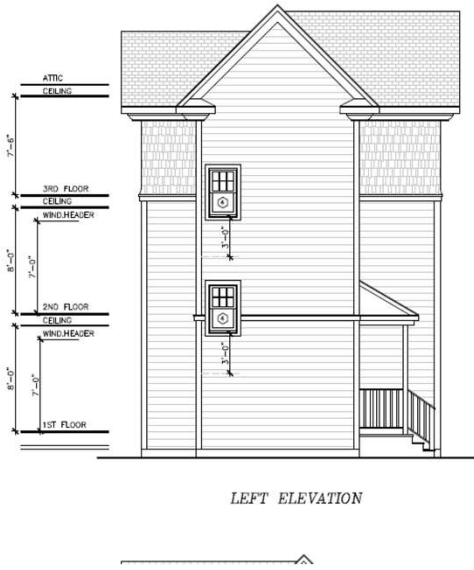 ATTIC
CEILING
7'-6"
3RD FLOOR
CEILING
WIND.HEADER
8'-0"
7'-0"
3'-0"
2ND FLOOR
CEILING
WIND.HEADER
8'-0"
7'-0"
3'-0"
1ST FLOOR
LEFT ELEVATION